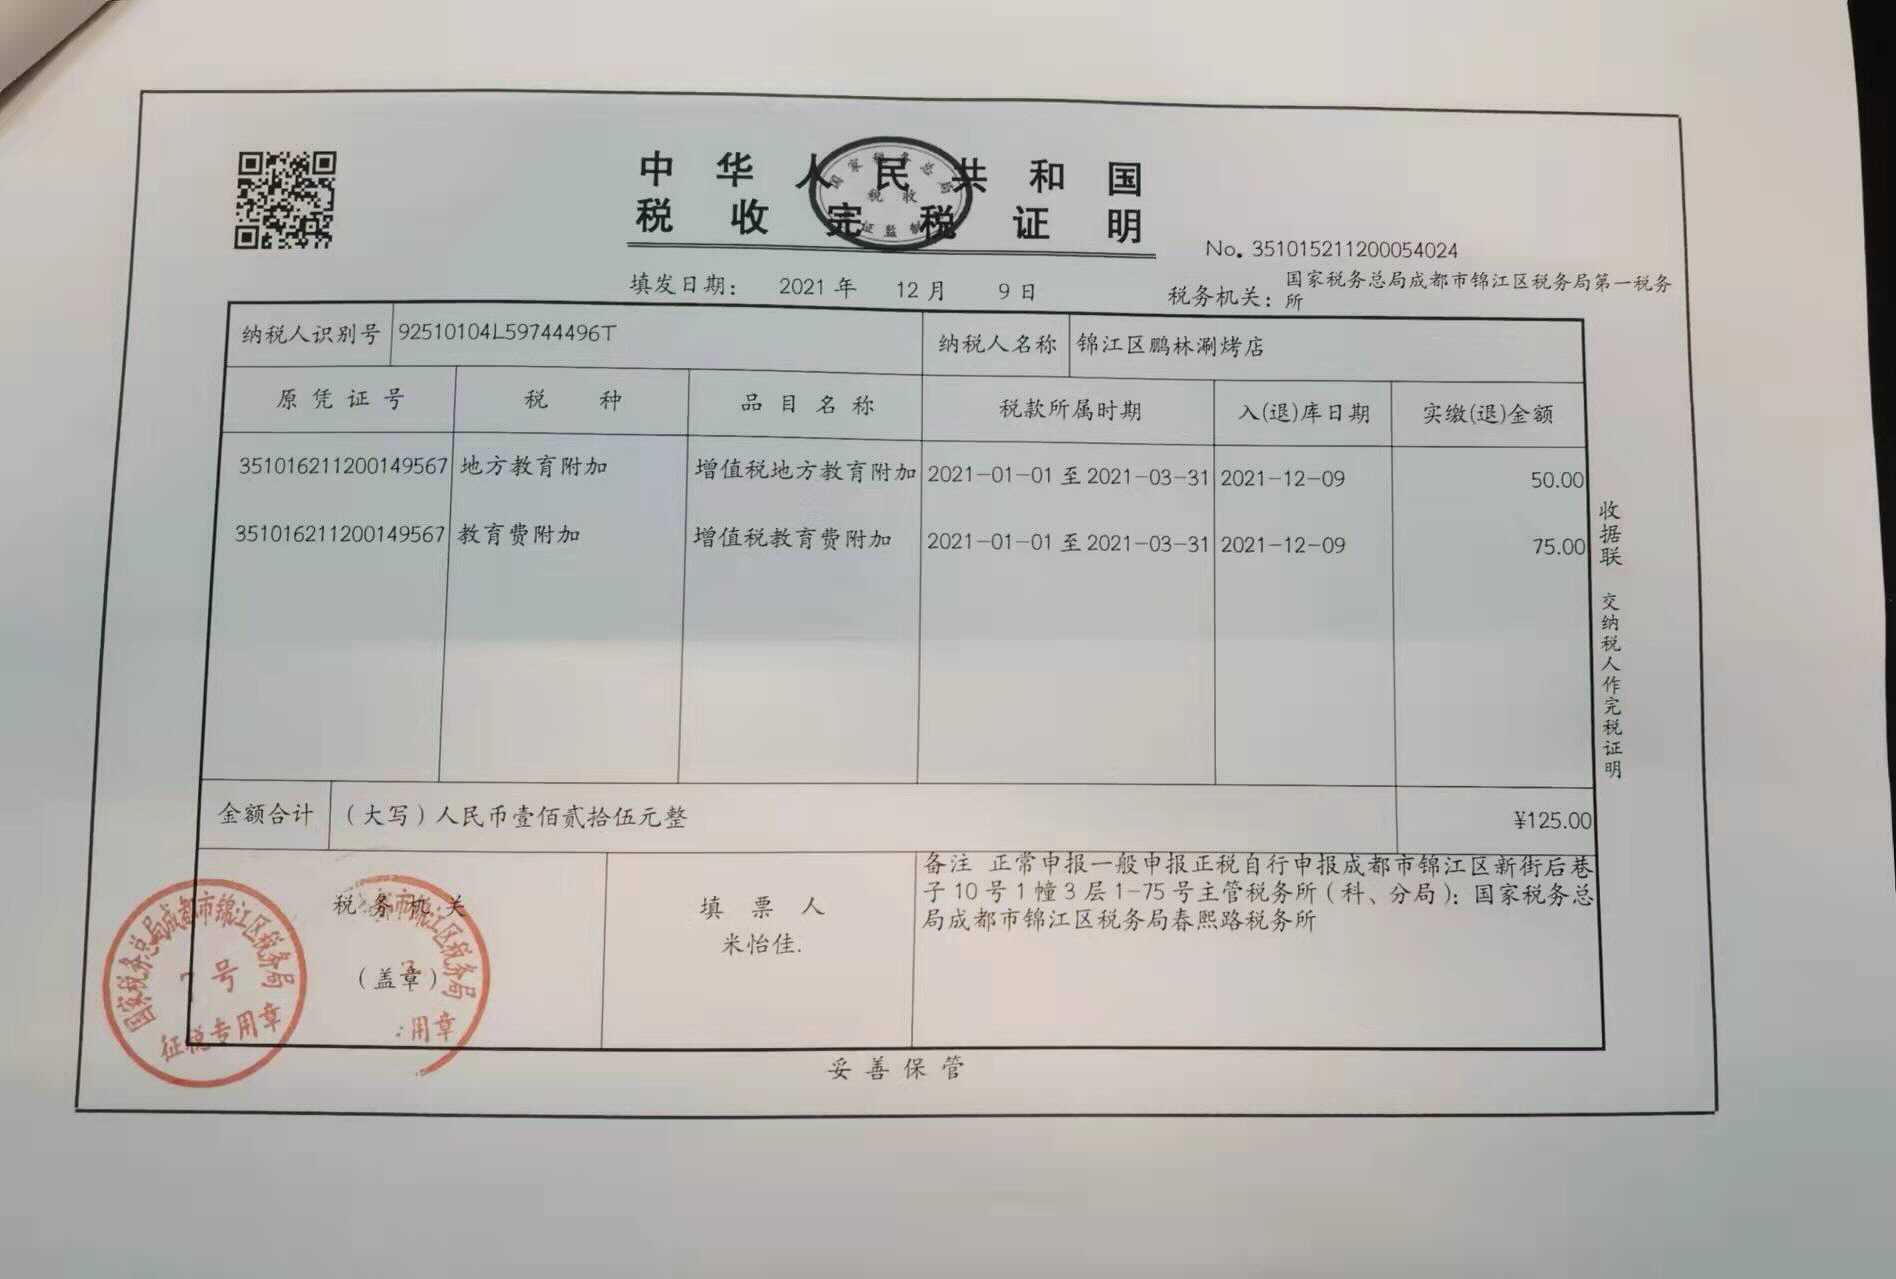 中华人民共和国
税收完税证明
国家税务总局
税收
证监制
No. 351015211200054024
填发日期： 2021 年 12 月 9 日
税务机关： 国家税务总局成都市锦江区税务局第一税务
所
纳税人识别号 92510104L59744496T 纳税人名称 锦江区鹏林涮烤店
原凭证号 税种 品目名称 税款所属时期 入(退)库日期 实缴(退)金额
351016211200149567 地方教育附加 增值税地方教育附加 2021-01-01 至 2021-03-31 2021-12-09 50.00
351016211200149567 教育费附加 增值税教育费附加 2021-01-01 至 2021-03-31 2021-12-09 75.00
金额合计 （大写）人民币壹佰贰拾伍元整 ¥125.00
税务机关
（盖章）
填票人
米怡佳.
备注 正常申报一般申报正税自行申报成都市锦江区新街后巷
子10号1幢3层1-75号主管税务所（科、分局）：国家税务总
局成都市锦江区税务局春熙路税务所
国家税务总局成都市锦江区税务局
7号
征税专用章
都市锦江区税务局
用章
收据联 交纳税人作完税证明
妥善保管